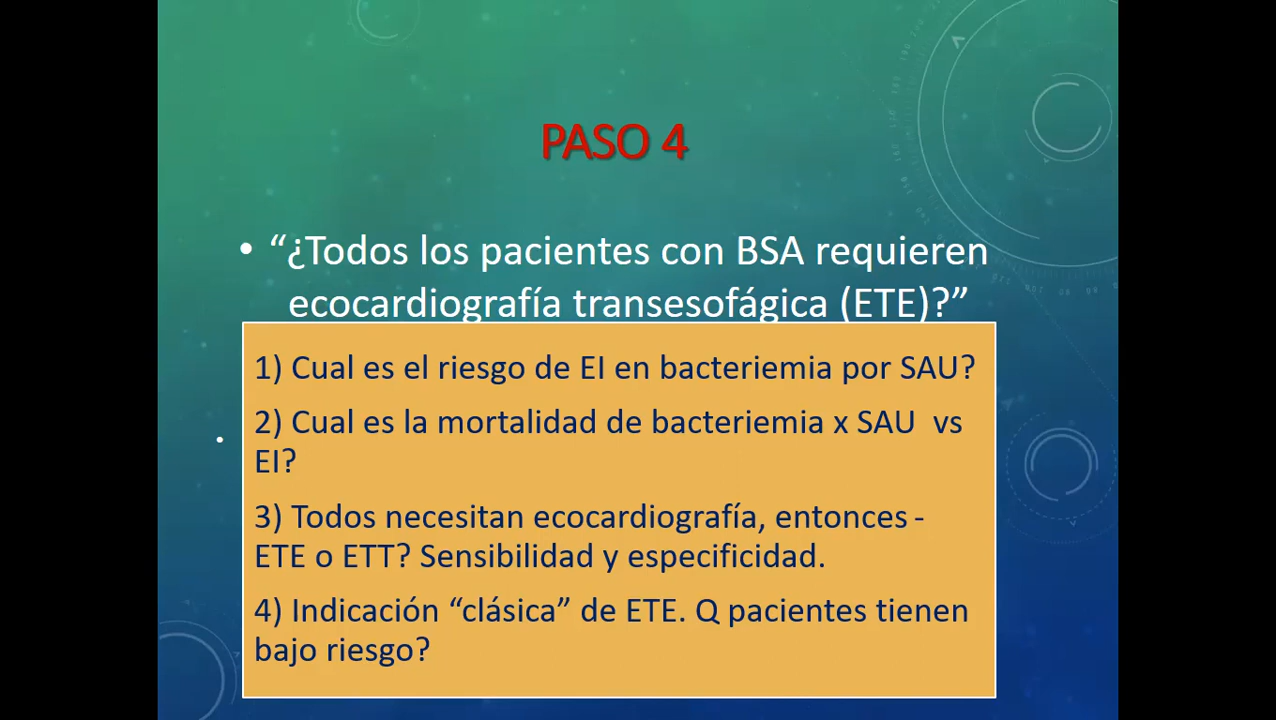 PASO 4
• “¿Todos los pacientes con BSA requieren
ecocardiografía transesofágica (ETE)?”
1) Cual es el riesgo de EI en bacteriemia por SAU?
2) Cual es la mortalidad de bacteriemia x SAU vs
EI?
3) Todos necesitan ecocardiografía, entonces -
ETE o ETT? Sensibilidad y especificidad.
4) Indicación “clásica” de ETE. Q pacientes tienen
bajo riesgo?